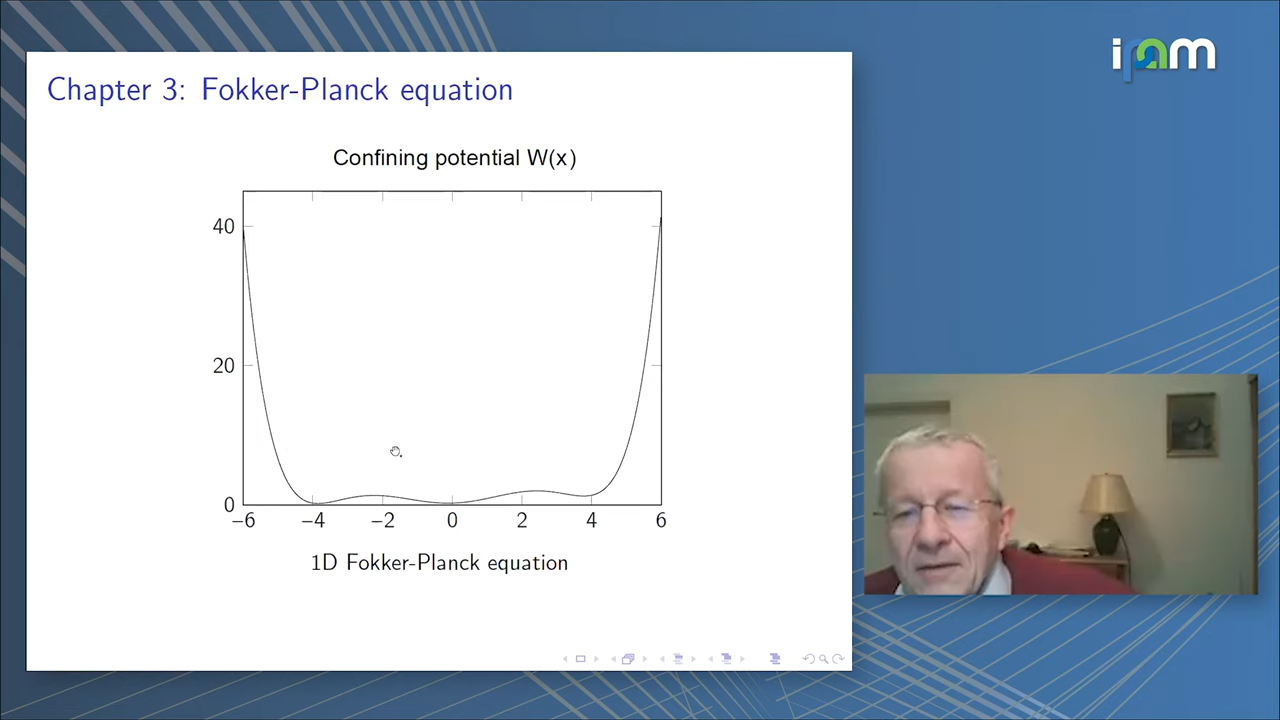 ipam
Chapter 3: Fokker-Planck equation
Confining potential W(x)
40
20
0
−6 −4 −2 0 2 4 6
1D Fokker-Planck equation